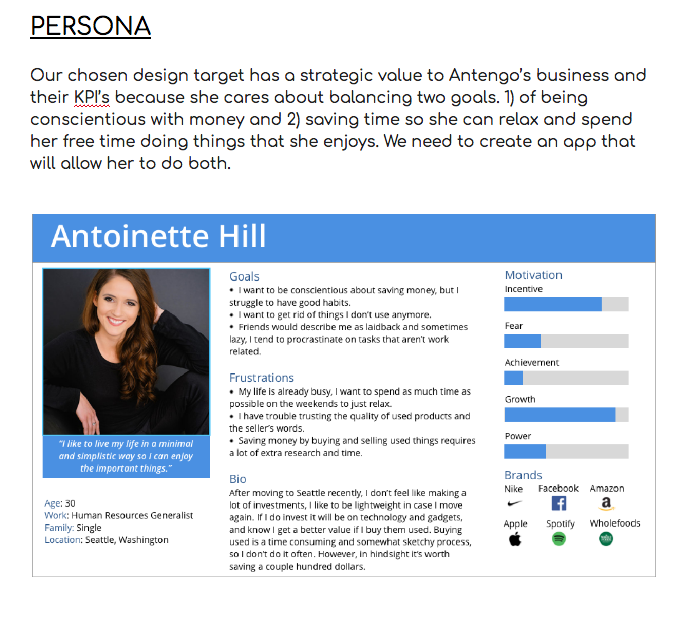 PERSONA
Our chosen design target has a strategic value to Antengo's business and
their KPI's because she cares about balancing two goals. 1) of being
conscientious with money and 2) saving time so she can relax and spend
her free time doing things that she enjoys. We need to create an app that
will allow her to do both.
Antoinette Hill
"I like to live my life in a minimal
and simplistic way so I can enjoy
the important things."
Age: 30
Work: Human Resources Generalist
Family: Single
Location: Seattle, Washington
Goals
• I want to be conscientious about saving money, but I
struggle to have good habits.
• I want to get rid of things I don't use anymore.
• Friends would describe me as laidback and sometimes
lazy, I tend to procrastinate on tasks that aren't work
related.
Frustrations
• My life is already busy, I want to spend as much time as
possible on the weekends to just relax.
• I have trouble trusting the quality of used products and
the seller's words.
• Saving money by buying and selling used things requires
a lot of extra research and time.
Bio
After moving to Seattle recently, I don't feel like making a
lot of investments, I like to be lightweight in case I move
again. If I do invest it will be on technology and gadgets,
and know I get a better value if I buy them used. Buying
used is a time consuming and somewhat sketchy process,
so I don't do it often. However, in hindsight it's worth
saving a couple hundred dollars.
Motivation
Incentive
Fear
Achievement
Growth
Power
Brands
Nike Facebook Amazon
Apple Spotify Wholefoods